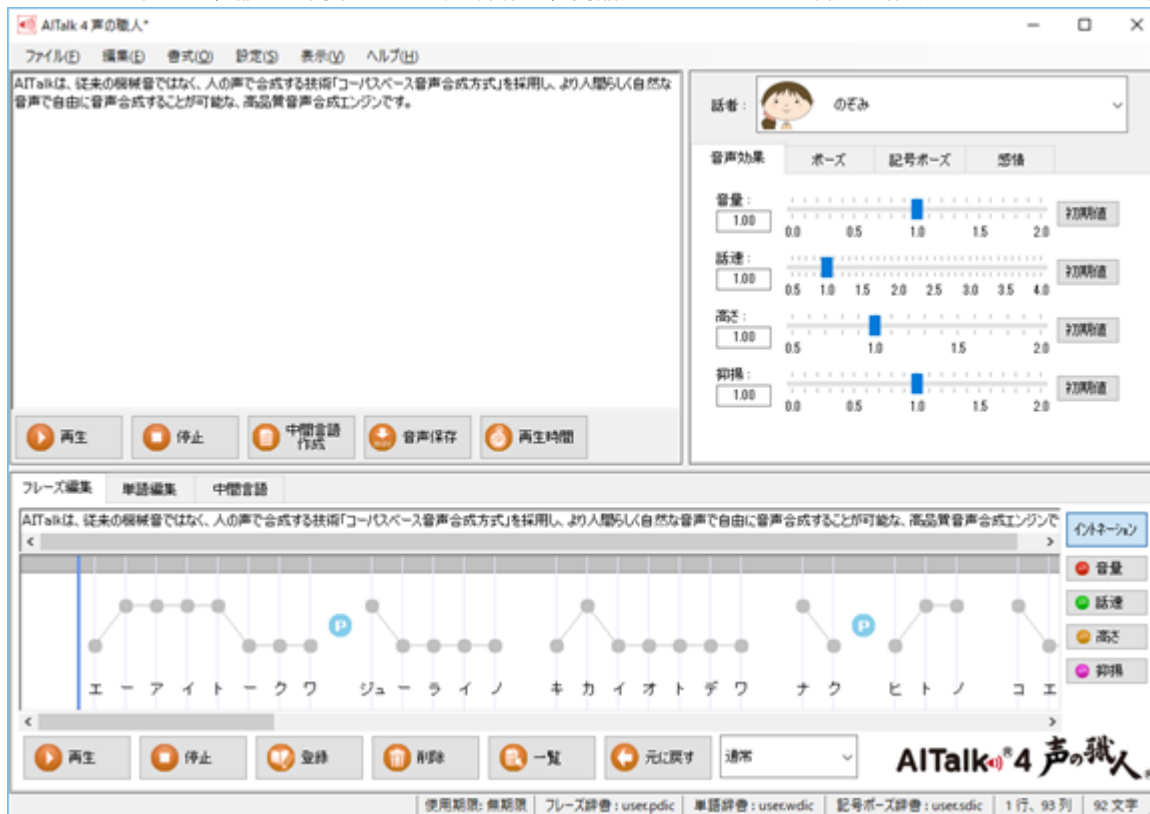 AITalk 4 声の職人*
ファイル(F) 編集(E) 書式(O) 設定(S) 表示(V) ヘルプ(H)
AITalkは、従来の機械音ではなく、人の声で合成する技術「コーパスベース音声合成方式」を採用し、より人間らしく自然な
音声で自由に音声合成することが可能な、高品質音声合成エンジンです。
話者: のぞみ
音声効果 ポーズ 記号ポーズ 感情
音量:
1.00
初期値
0.0 0.5 1.0 1.5 2.0
話速:
1.00
初期値
0.5 1.0 1.5 2.0 2.5 3.0 3.5 4.0
高さ:
1.00
初期値
0.5 1.0 1.5 2.0
抑揚:
1.00
初期値
0.0 0.5 1.0 1.5 2.0
再生 停止 中間言語
作成 音声保存 再生時間
フレーズ編集 単語編集 中間言語
AITalkは、従来の機械音ではなく、人の声で合成する技術「コーパスベース音声合成方式」を採用し、より人間らしく自然な音声で自由に音声合成することが可能な、高品質音声合成エンジンで
イントネーション
音量
話速
高さ
抑揚
P P
エ ー ア イ ト ー ク ワ ジュ ー ラ イ ノ キ カ イ オ ト デ ワ ナ ク ヒ ト ノ コ エ
再生 停止 登録 削除 一覧 元に戻す 通常
AITalk®4 声の職人®
使用期限: 無期限 フレーズ辞書: user.pdic 単語辞書: user.wdic 記号ポーズ辞書: user.sdic 1 行、93 列 92 文字